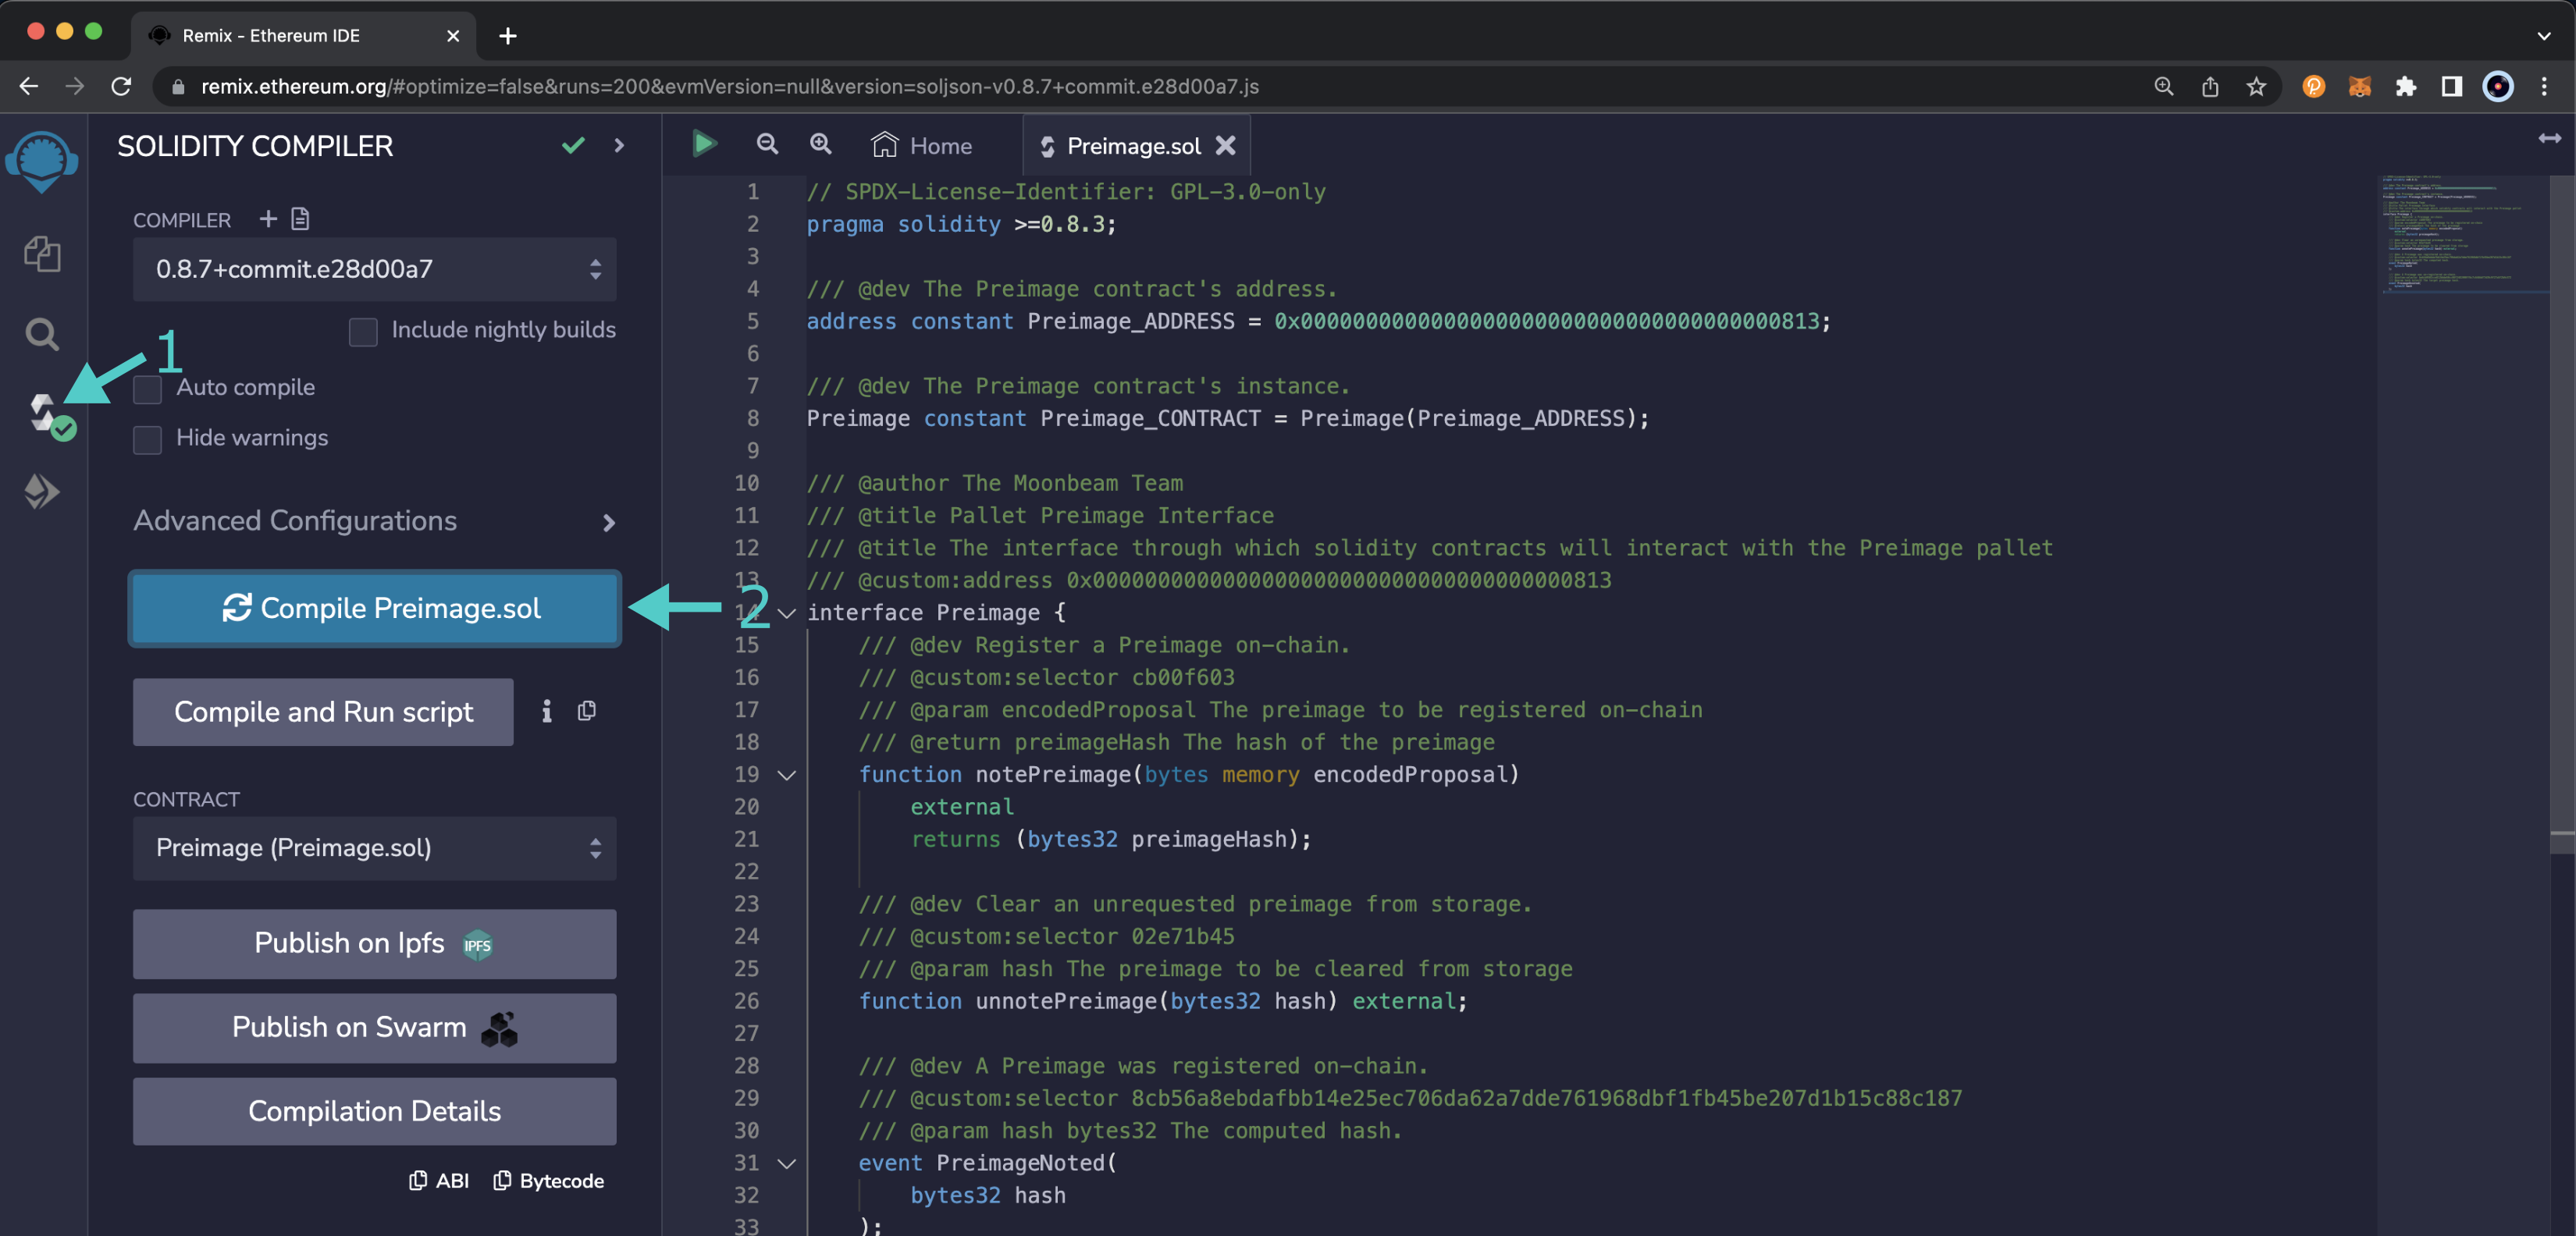 Remix - Ethereum IDE
remix.ethereum.org/#optimize=false&runs=200&evmVersion=null&version=soljson-v0.8.7+commit.e28d00a7.js
SOLIDITY COMPILER
COMPILER
0.8.7+commit.e28d00a7
Include nightly builds
1
Auto compile
Hide warnings
Advanced Configurations
Compile Preimage.sol
2
Compile and Run script
CONTRACT
Preimage (Preimage.sol)
Publish on Ipfs IPFS
Publish on Swarm
Compilation Details
ABI Bytecode
Home Preimage.sol
1 // SPDX-License-Identifier: GPL-3.0-only
2 pragma solidity >=0.8.3;
3
4 /// @dev The Preimage contract's address.
5 address constant Preimage_ADDRESS = 0x0000000000000000000000000000000000000813;
6
7 /// @dev The Preimage contract's instance.
8 Preimage constant Preimage_CONTRACT = Preimage(Preimage_ADDRESS);
9
10 /// @author The Moonbeam Team
11 /// @title Pallet Preimage Interface
12 /// @title The interface through which solidity contracts will interact with the Preimage pallet
13 /// @custom:address 0x0000000000000000000000000000000000000813
14 interface Preimage {
15 /// @dev Register a Preimage on-chain.
16 /// @custom:selector cb00f603
17 /// @param encodedProposal The preimage to be registered on-chain
18 /// @return preimageHash The hash of the preimage
19 function notePreimage(bytes memory encodedProposal)
20 external
21 returns (bytes32 preimageHash);
22
23 /// @dev Clear an unrequested preimage from storage.
24 /// @custom:selector 02e71b45
25 /// @param hash The preimage to be cleared from storage
26 function unnotePreimage(bytes32 hash) external;
27
28 /// @dev A Preimage was registered on-chain.
29 /// @custom:selector 8cb56a8ebdafbb14e25ec706da62a7dde761968dbf1fb45be207d1b15c88c187
30 /// @param hash bytes32 The computed hash.
31 event PreimageNoted(
32 bytes32 hash
33 );